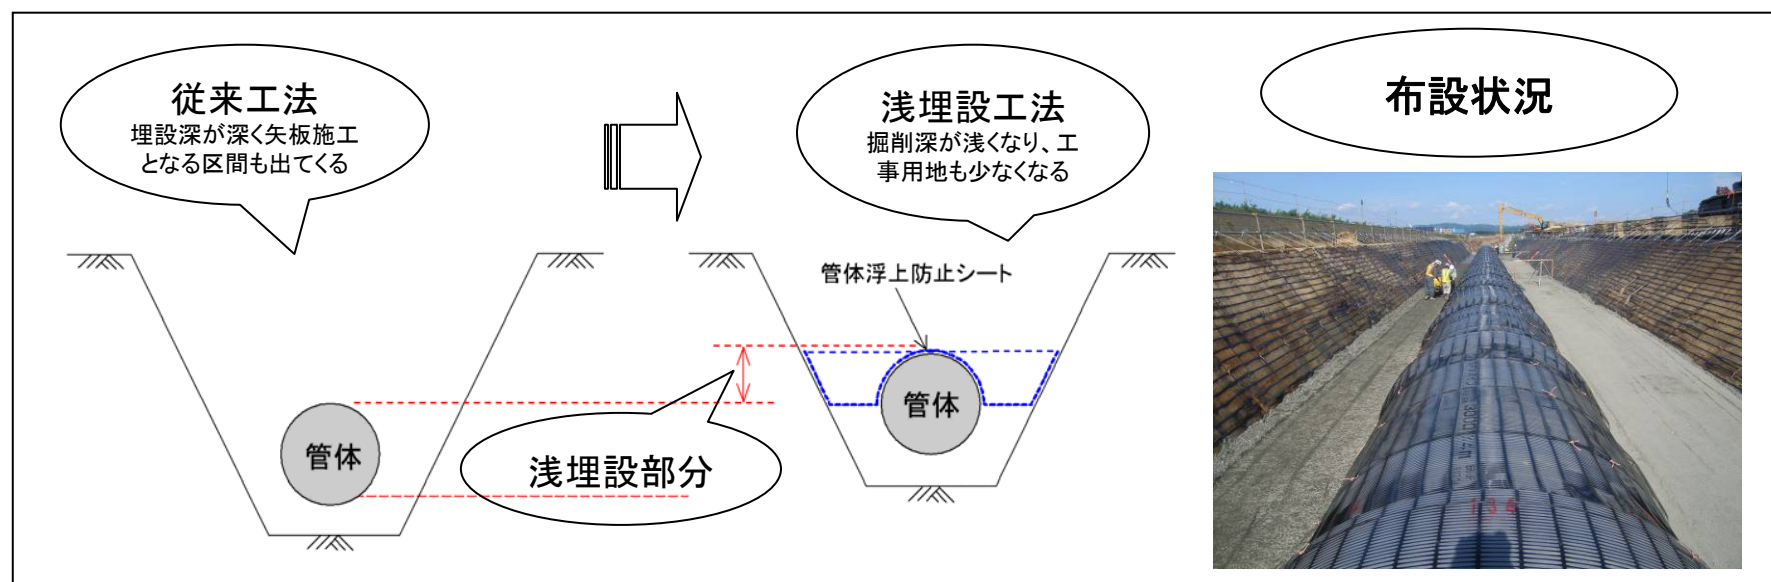 従来工法
埋設深が深く矢板施工
となる区間も出てくる
浅埋設工法
掘削深が浅くなり、工
事用地も少なくなる
布設状況
管体浮上防止シート
管体
管体
浅埋設部分
134